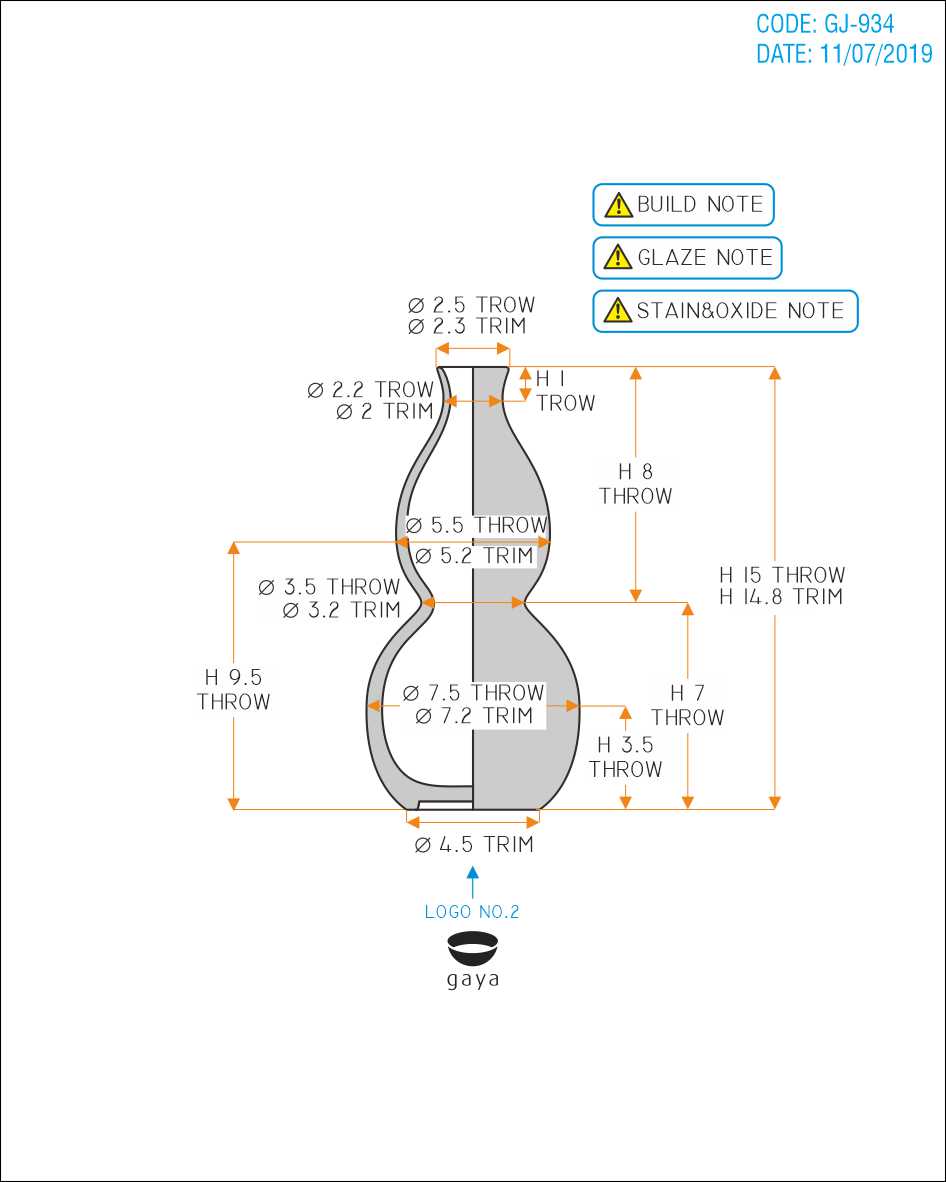 CODE: GJ-934
DATE: 11/07/2019
BUILD NOTE
GLAZE NOTE
STAIN&OXIDE NOTE
Ø 2.5 TROW
Ø 2.3 TRIM
Ø 2.2 TROW
Ø 2 TRIM
H 1
TROW
H 8
THROW
Ø 5.5 THROW
Ø 5.2 TRIM
Ø 3.5 THROW
Ø 3.2 TRIM
H 15 THROW
H 14.8 TRIM
H 9.5
THROW
Ø 7.5 THROW
Ø 7.2 TRIM
H 7
THROW
H 3.5
THROW
Ø 4.5 TRIM
LOGO NO.2
gaya